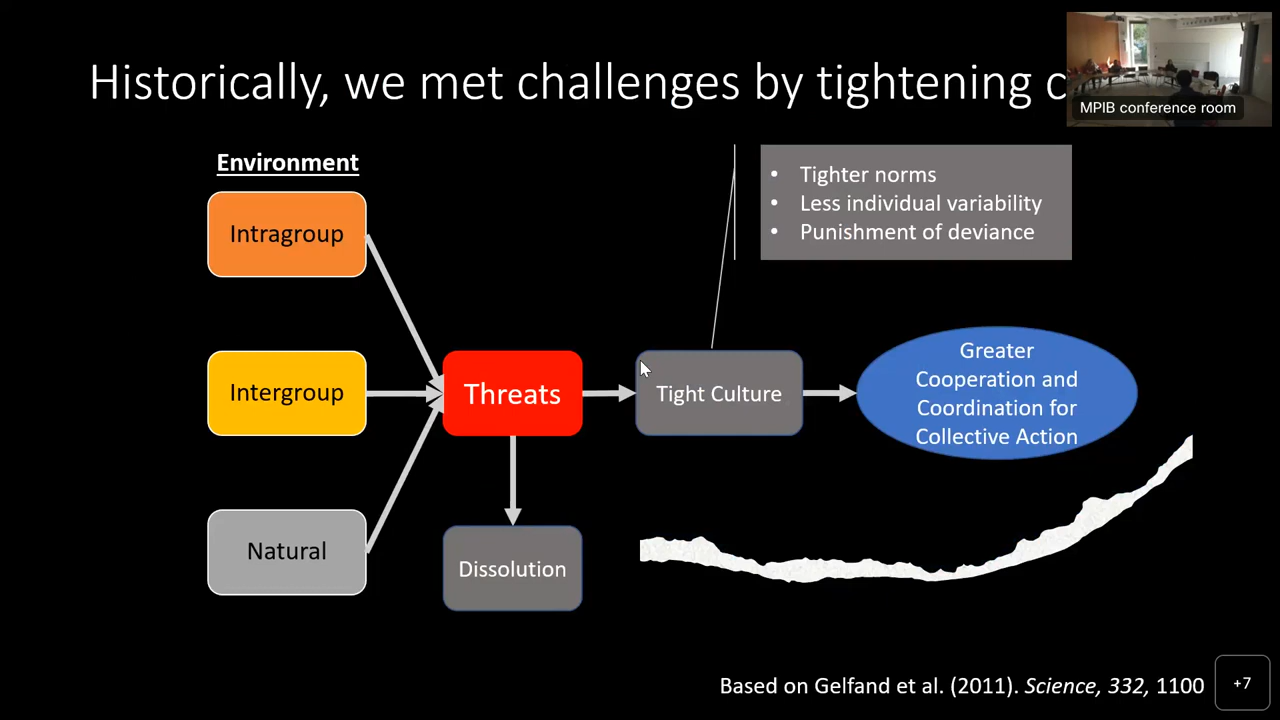 Historically, we met challenges by tightening c
MPIB conference room
Environment
Intragroup
• Tighter norms
• Less individual variability
• Punishment of deviance
Intergroup
Threats
Tight Culture
Greater
Cooperation and
Coordination for
Collective Action
Natural
Dissolution
Based on Gelfand et al. (2011). Science, 332, 1100
+7